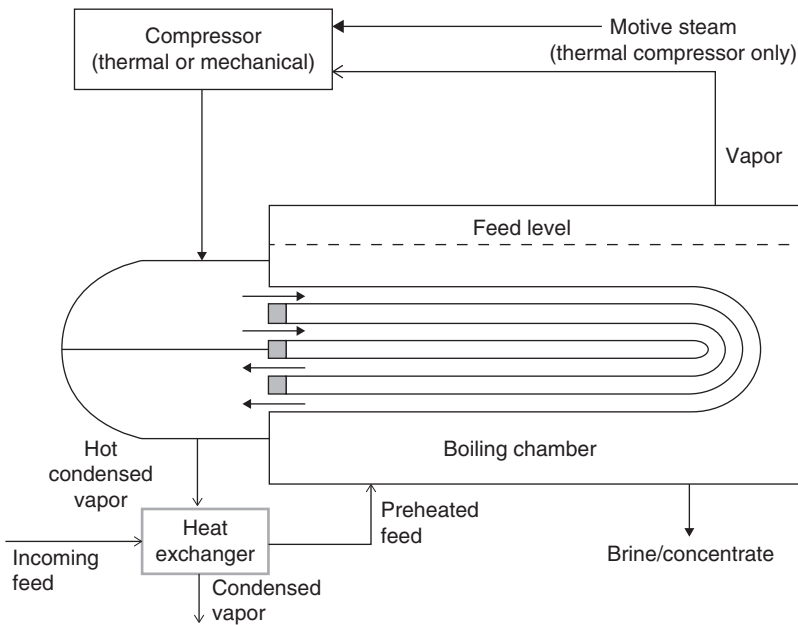 Compressor
(thermal or mechanical)
Motive steam
(thermal compressor only)
Vapor
Feed level
Boiling chamber
Hot
condensed
vapor
Preheated
feed
Heat
exchanger
Incoming
feed
Brine/concentrate
Condensed
vapor